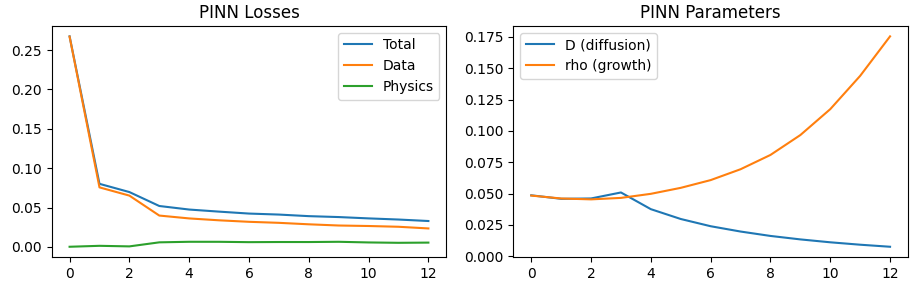 PINN Losses
0.25
0.20
0.15
0.10
0.05
0.00
Total
Data
Physics
0 2 4 6 8 10 12
PINN Parameters
0.175
0.150
0.125
0.100
0.075
0.050
0.025
0.000
D (diffusion)
rho (growth)
0 2 4 6 8 10 12